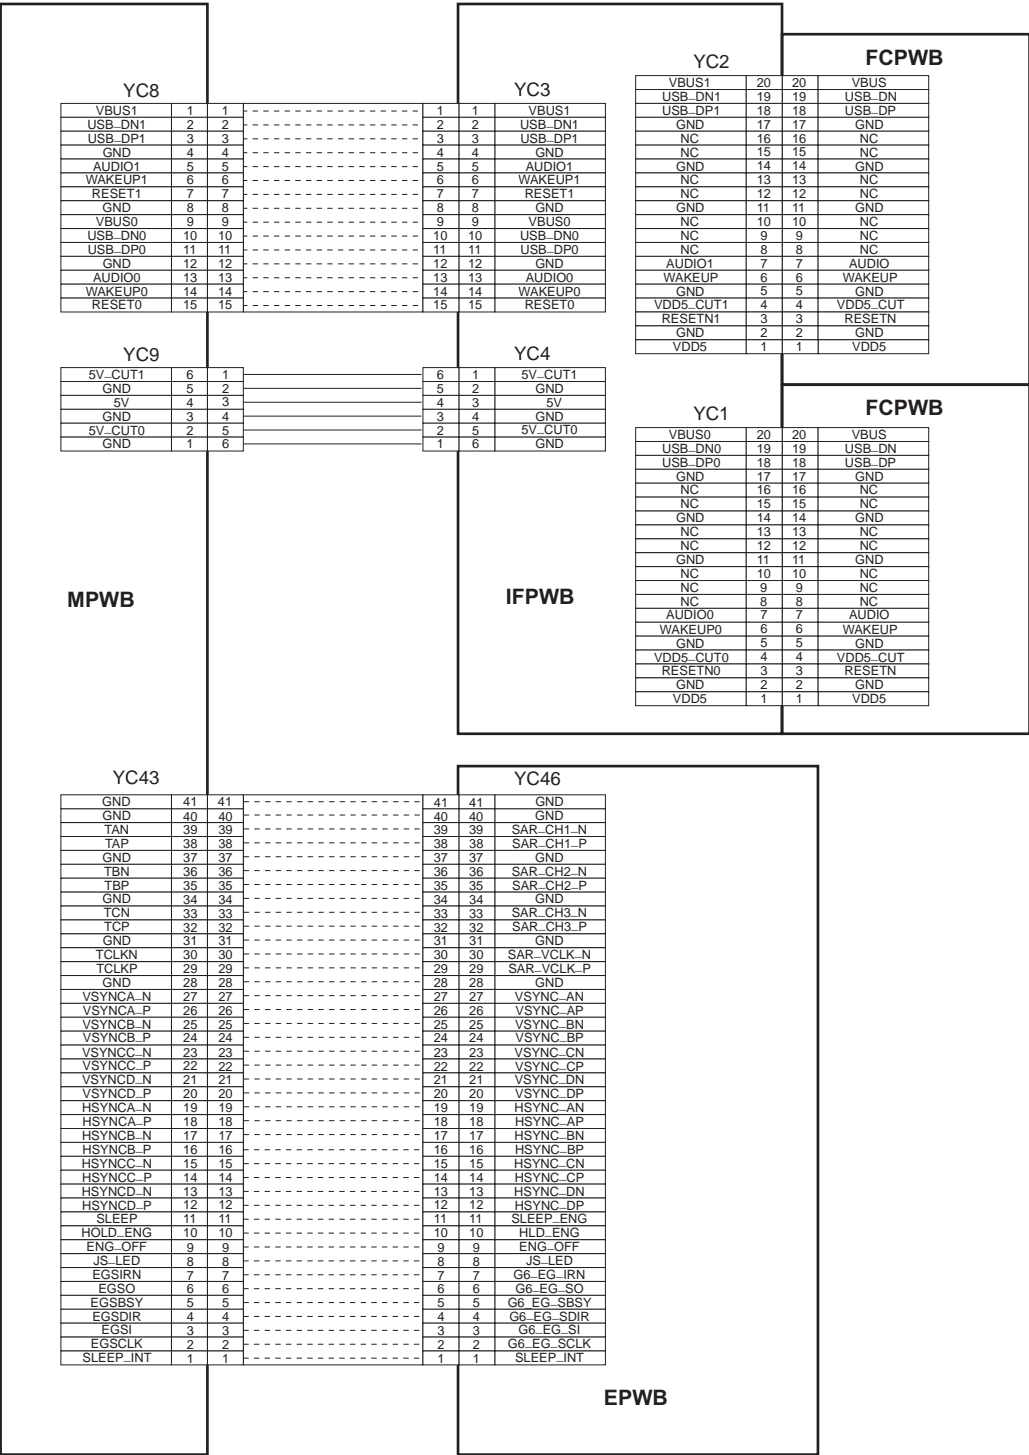 YC8
VBUS1 1 1
USB_DN1 2 2
USB_DP1 3 3
GND 4 4
AUDIO1 5 5
WAKEUP1 6 6
RESET1 7 7
GND 8 8
VBUS0 9 9
USB_DN0 10 10
USB_DP0 11 11
GND 12 12
AUDIO0 13 13
WAKEUP0 14 14
RESET0 15 15
YC3
1 1 VBUS1
2 2 USB_DN1
3 3 USB_DP1
4 4 GND
5 5 AUDIO1
6 6 WAKEUP1
7 7 RESET1
8 8 GND
9 9 VBUS0
10 10 USB_DN0
11 11 USB_DP0
12 12 GND
13 13 AUDIO0
14 14 WAKEUP0
15 15 RESET0
YC2 FCPWB
VBUS1 20 20 VBUS
USB_DN1 19 19 USB_DN
USB_DP1 18 18 USB_DP
GND 17 17 GND
NC 16 16 NC
NC 15 15 NC
GND 14 14 GND
NC 13 13 NC
NC 12 12 NC
GND 11 11 GND
NC 10 10 NC
NC 9 9 NC
NC 8 8 NC
AUDIO1 7 7 AUDIO
WAKEUP 6 6 WAKEUP
GND 5 5 GND
VDD5_CUT1 4 4 VDD5_CUT
RESETN1 3 3 RESETN
GND 2 2 GND
VDD5 1 1 VDD5
YC9
5V_CUT1 6 1
GND 5 2
5V 4 3
GND 3 4
5V_CUT0 2 5
GND 1 6
YC4
6 1 5V_CUT1
5 2 GND
4 3 5V
3 4 GND
2 5 5V_CUT0
1 6 GND
YC1 FCPWB
VBUS0 20 20 VBUS
USB_DN0 19 19 USB_DN
USB_DP0 18 18 USB_DP
GND 17 17 GND
NC 16 16 NC
NC 15 15 NC
GND 14 14 GND
NC 13 13 NC
NC 12 12 NC
GND 11 11 GND
NC 10 10 NC
NC 9 9 NC
NC 8 8 NC
AUDIO0 7 7 AUDIO
WAKEUP0 6 6 WAKEUP
GND 5 5 GND
VDD5_CUT0 4 4 VDD5_CUT
RESETN0 3 3 RESETN
GND 2 2 GND
VDD5 1 1 VDD5
MPWB
IFPWB
YC43 YC46
GND 41 41 41 41 GND
GND 40 40 40 40 GND
TAN 39 39 39 39 SAR_CH1_N
TAP 38 38 38 38 SAR_CH1_P
GND 37 37 37 37 GND
TBN 36 36 36 36 SAR_CH2_N
TBP 35 35 35 35 SAR_CH2_P
GND 34 34 34 34 GND
TCN 33 33 33 33 SAR_CH3_N
TCP 32 32 32 32 SAR_CH3_P
GND 31 31 31 31 GND
TCLKN 30 30 30 30 SAR_VCLK_N
TCLKP 29 29 29 29 SAR_VCLK_P
GND 28 28 28 28 GND
VSYNCA_N 27 27 27 27 VSYNC_AN
VSYNCA_P 26 26 26 26 VSYNC_AP
VSYNCB_N 25 25 25 25 VSYNC_BN
VSYNCB_P 24 24 24 24 VSYNC_BP
VSYNCC_N 23 23 23 23 VSYNC_CN
VSYNCC_P 22 22 22 22 VSYNC_CP
VSYNCD_N 21 21 21 21 VSYNC_DN
VSYNCD_P 20 20 20 20 VSYNC_DP
HSYNCA_N 19 19 19 19 HSYNC_AN
HSYNCA_P 18 18 18 18 HSYNC_AP
HSYNCB_N 17 17 17 17 HSYNC_BN
HSYNCB_P 16 16 16 16 HSYNC_BP
HSYNCC_N 15 15 15 15 HSYNC_CN
HSYNCC_P 14 14 14 14 HSYNC_CP
HSYNCD_N 13 13 13 13 HSYNC_DN
HSYNCD_P 12 12 12 12 HSYNC_DP
SLEEP 11 11 11 11 SLEEP_ENG
HOLD_ENG 10 10 10 10 HLD_ENG
ENG_OFF 9 9 9 9 ENG_OFF
JS_LED 8 8 8 8 JS_LED
EGSIRN 7 7 7 7 G6_EG_IRN
EGSO 6 6 6 6 G6_EG_SO
EGSBSY 5 5 5 5 G6_EG_SBSY
EGSDIR 4 4 4 4 G6_EG_SDIR
EGSI 3 3 3 3 G6_EG_SI
EGSCLK 2 2 2 2 G6_EG_SCLK
SLEEP_INT 1 1 1 1 SLEEP_INT
EPWB